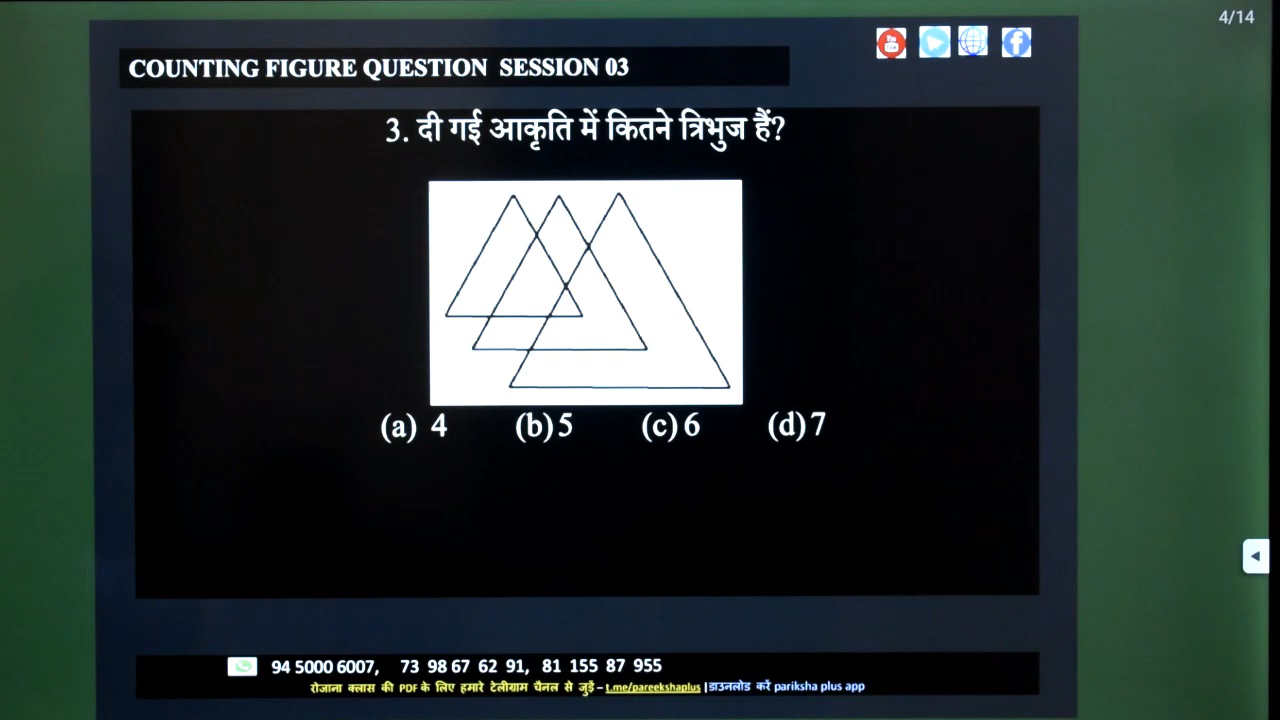 4/14
COUNTING FIGURE QUESTION SESSION 03
3. दी गई आकृति में कितने त्रिभुज हैं?
(a) 4 (b) 5 (c) 6 (d) 7
94 5000 6007, 73 98 67 62 91, 81 155 87 955
रोजाना क्लास की PDF के लिए हमारे टेलीग्राम चैनल से जुड़ें – t.me/pareekshaplus | डाउनलोड करें pariksha plus app